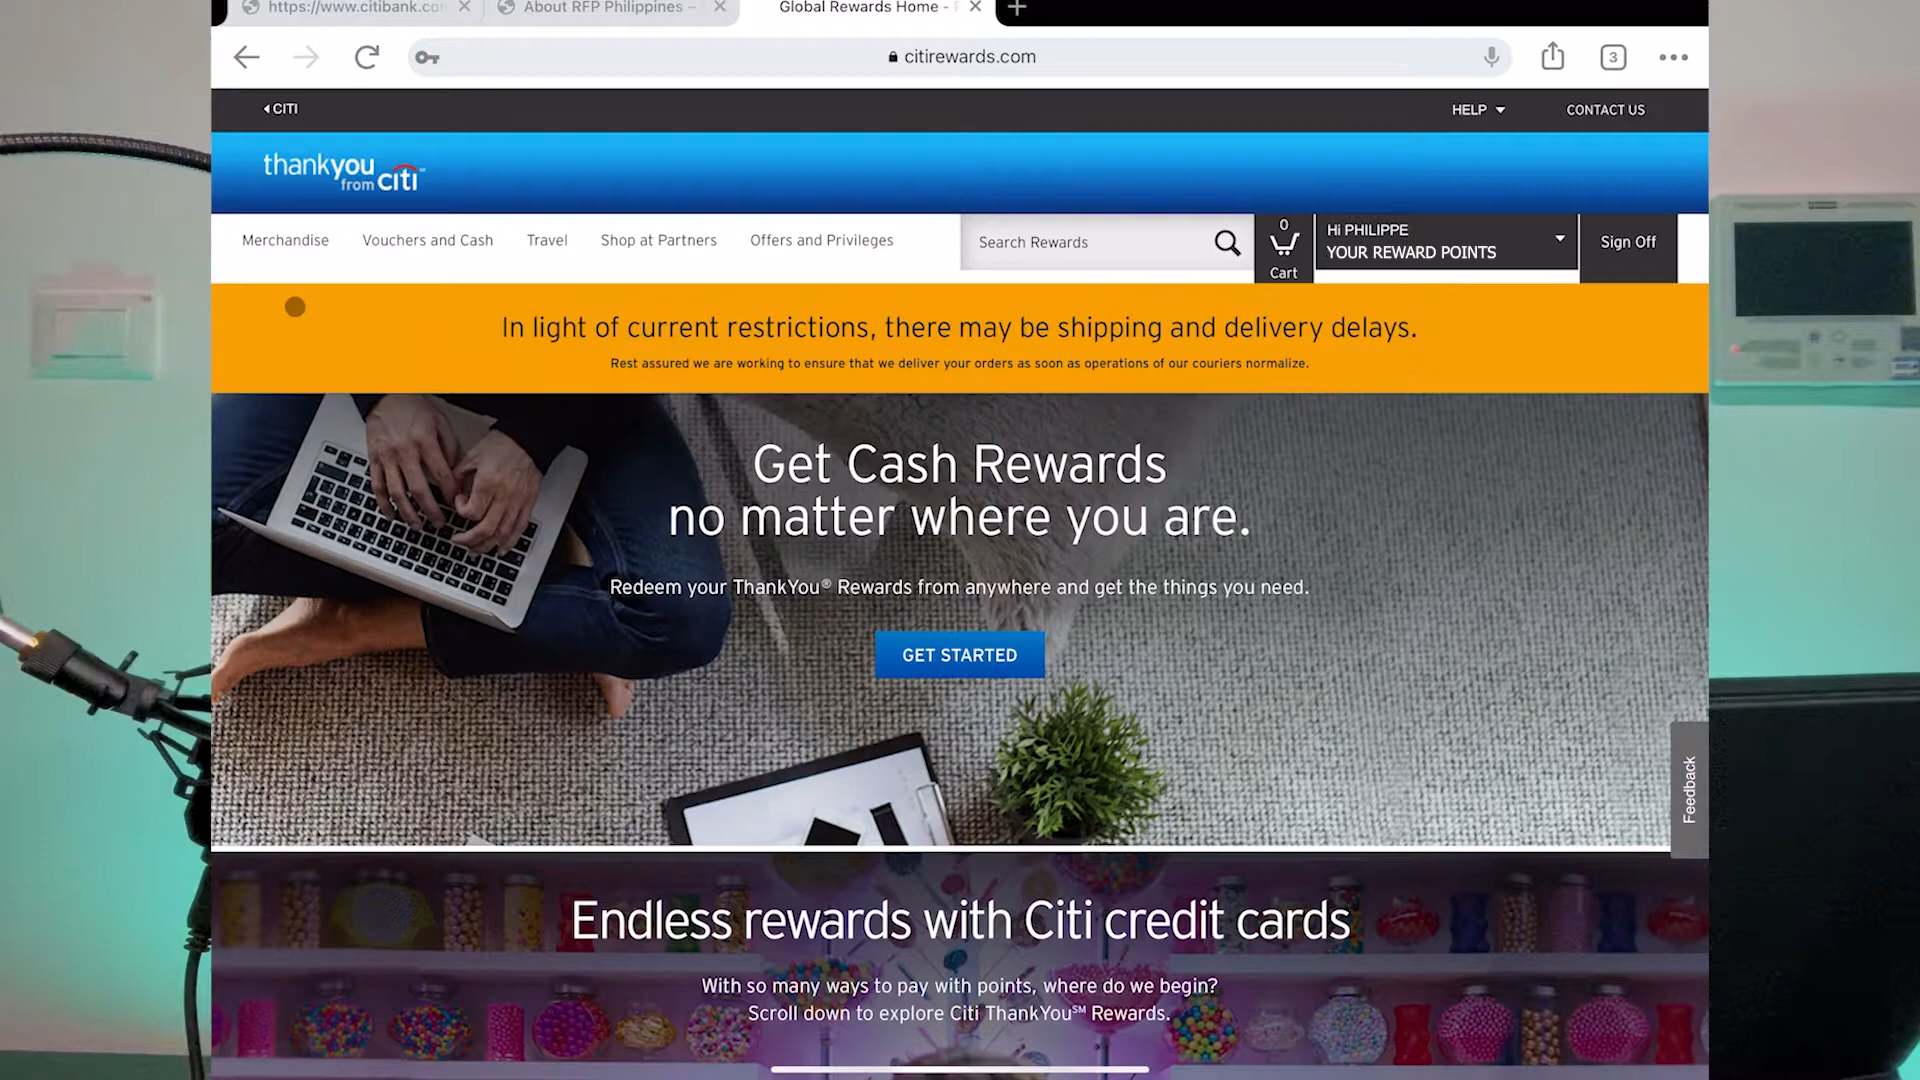 https://www.citibank.co
About RFP Philippines –
Global Rewards Home -
citirewards.com
3
CITI
HELP
CONTACT US
thankyou
from citi
Merchandise
Vouchers and Cash
Travel
Shop at Partners
Offers and Privileges
Search Rewards
0
Cart
Hi PHILIPPE
YOUR REWARD POINTS
Sign Off
In light of current restrictions, there may be shipping and delivery delays.
Rest assured we are working to ensure that we deliver your orders as soon as operations of our couriers normalize.
Get Cash Rewards
no matter where you are.
Redeem your ThankYou® Rewards from anywhere and get the things you need.
GET STARTED
Feedback
Endless rewards with Citi credit cards
With so many ways to pay with points, where do we begin?
Scroll down to explore Citi ThankYou℠ Rewards.